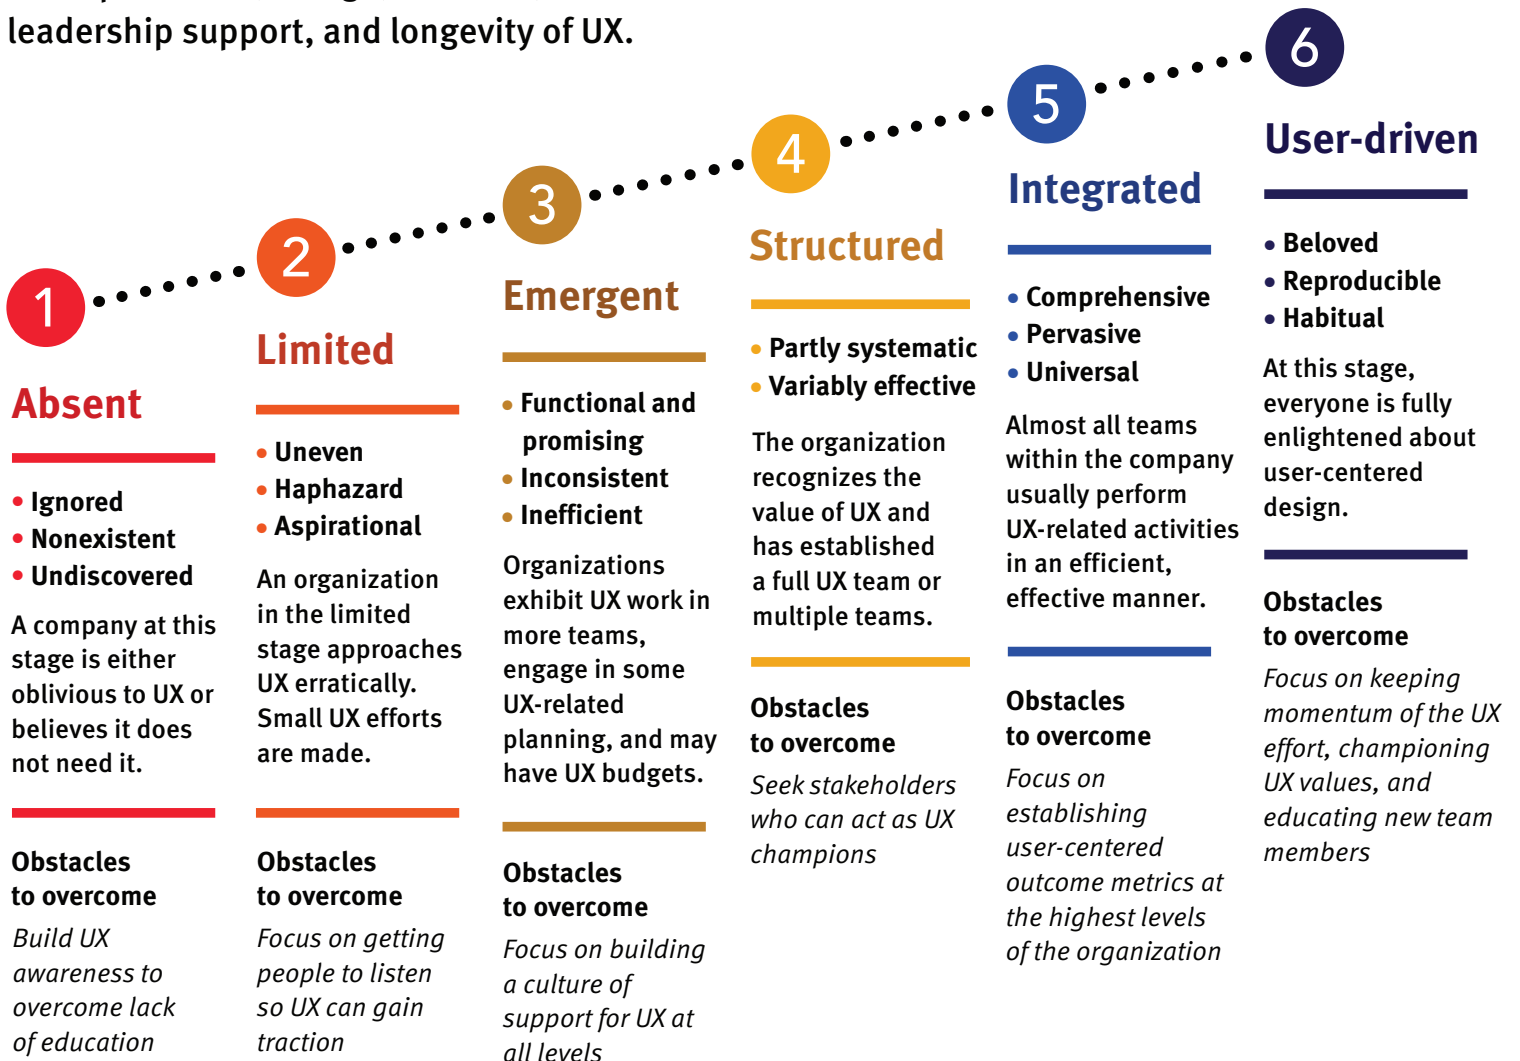 leadership support, and longevity of UX.
1
Absent
• Ignored
• Nonexistent
• Undiscovered
A company at this
stage is either
oblivious to UX or
believes it does
not need it.
Obstacles
to overcome
Build UX
awareness to
overcome lack
of education
2
Limited
• Uneven
• Haphazard
• Aspirational
An organization
in the limited
stage approaches
UX erratically.
Small UX efforts
are made.
Obstacles
to overcome
Focus on getting
people to listen
so UX can gain
traction
3
Emergent
• Functional and
promising
• Inconsistent
• Inefficient
Organizations
exhibit UX work in
more teams,
engage in some
UX-related
planning, and may
have UX budgets.
Obstacles
to overcome
Focus on building
a culture of
support for UX at
all levels
4
Structured
• Partly systematic
• Variably effective
The organization
recognizes the
value of UX and
has established
a full UX team or
multiple teams.
Obstacles
to overcome
Seek stakeholders
who can act as UX
champions
5
Integrated
• Comprehensive
• Pervasive
• Universal
Almost all teams
within the company
usually perform
UX-related activities
in an efficient,
effective manner.
Obstacles
to overcome
Focus on
establishing
user-centered
outcome metrics at
the highest levels
of the organization
6
User-driven
• Beloved
• Reproducible
• Habitual
At this stage,
everyone is fully
enlightened about
user-centered
design.
Obstacles
to overcome
Focus on keeping
momentum of the UX
effort, championing
UX values, and
educating new team
members